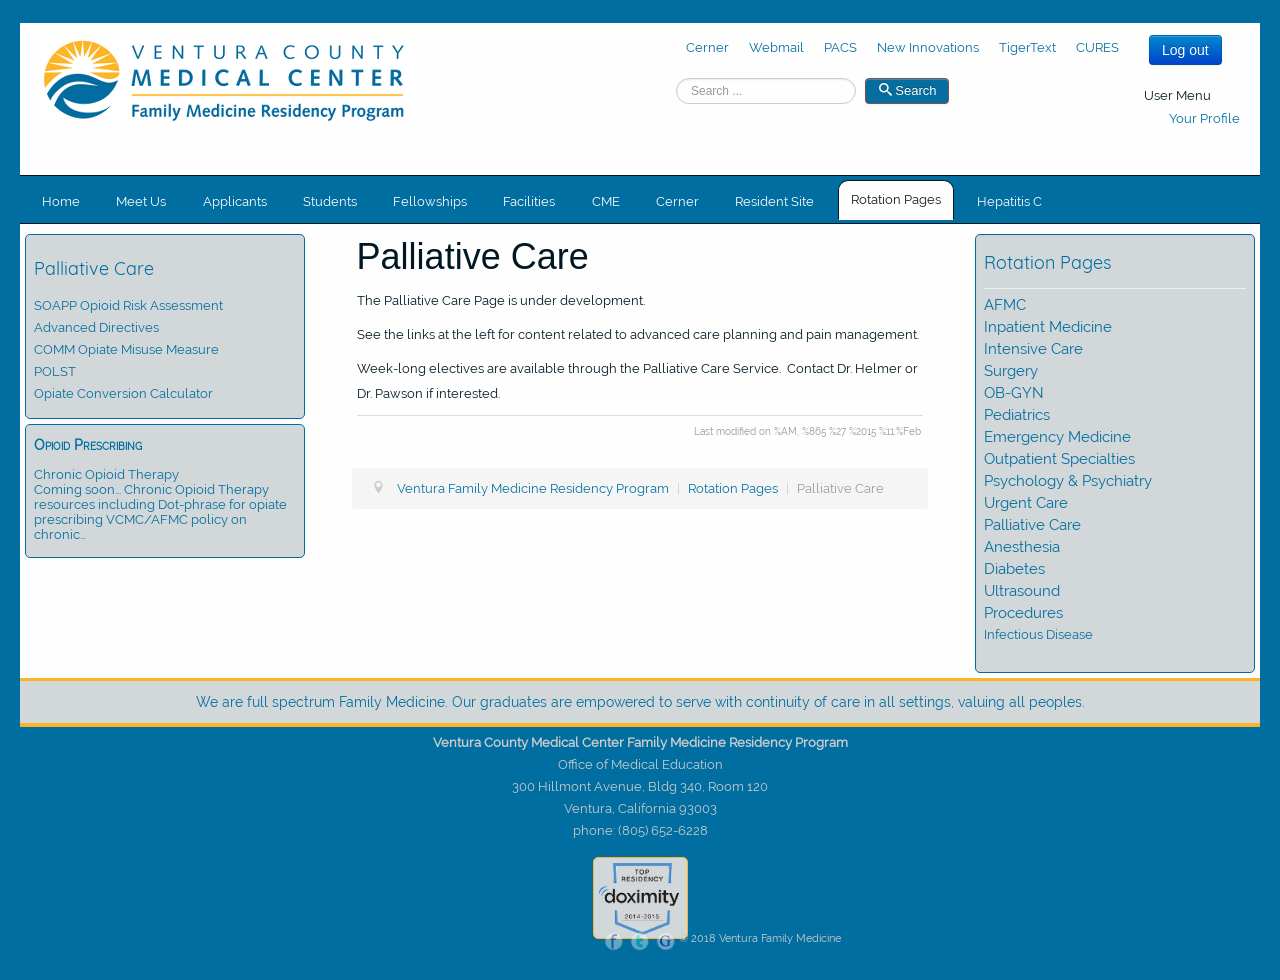 VENTURA COUNTY
MEDICAL CENTER
Family Medicine Residency Program
Cerner Webmail PACS New Innovations TigerText CURES
Log out
Search ...
Search
User Menu
Your Profile
Home Meet Us Applicants Students Fellowships Facilities CME Cerner Resident Site Rotation Pages Hepatitis C
Palliative Care
SOAPP Opioid Risk Assessment
Advanced Directives
COMM Opiate Misuse Measure
POLST
Opiate Conversion Calculator
Opioid Prescribing
Chronic Opioid Therapy
Coming soon... Chronic Opioid Therapy
resources including Dot-phrase for opiate
prescribing VCMC/AFMC policy on
chronic...
Palliative Care
The Palliative Care Page is under development.
See the links at the left for content related to advanced care planning and pain management.
Week-long electives are available through the Palliative Care Service.  Contact Dr. Helmer or
Dr. Pawson if interested.
Last modified on %AM, %865 %27 %2015 %11:%Feb
Ventura Family Medicine Residency Program | Rotation Pages | Palliative Care
Rotation Pages
AFMC
Inpatient Medicine
Intensive Care
Surgery
OB-GYN
Pediatrics
Emergency Medicine
Outpatient Specialties
Psychology & Psychiatry
Urgent Care
Palliative Care
Anesthesia
Diabetes
Ultrasound
Procedures
Infectious Disease
We are full spectrum Family Medicine. Our graduates are empowered to serve with continuity of care in all settings, valuing all peoples.
Ventura County Medical Center Family Medicine Residency Program
Office of Medical Education
300 Hillmont Avenue, Bldg 340, Room 120
Ventura, California 93003
phone: (805) 652-6228
TOP
RESIDENCY
doximity
2014-2015
f t G © 2018 Ventura Family Medicine